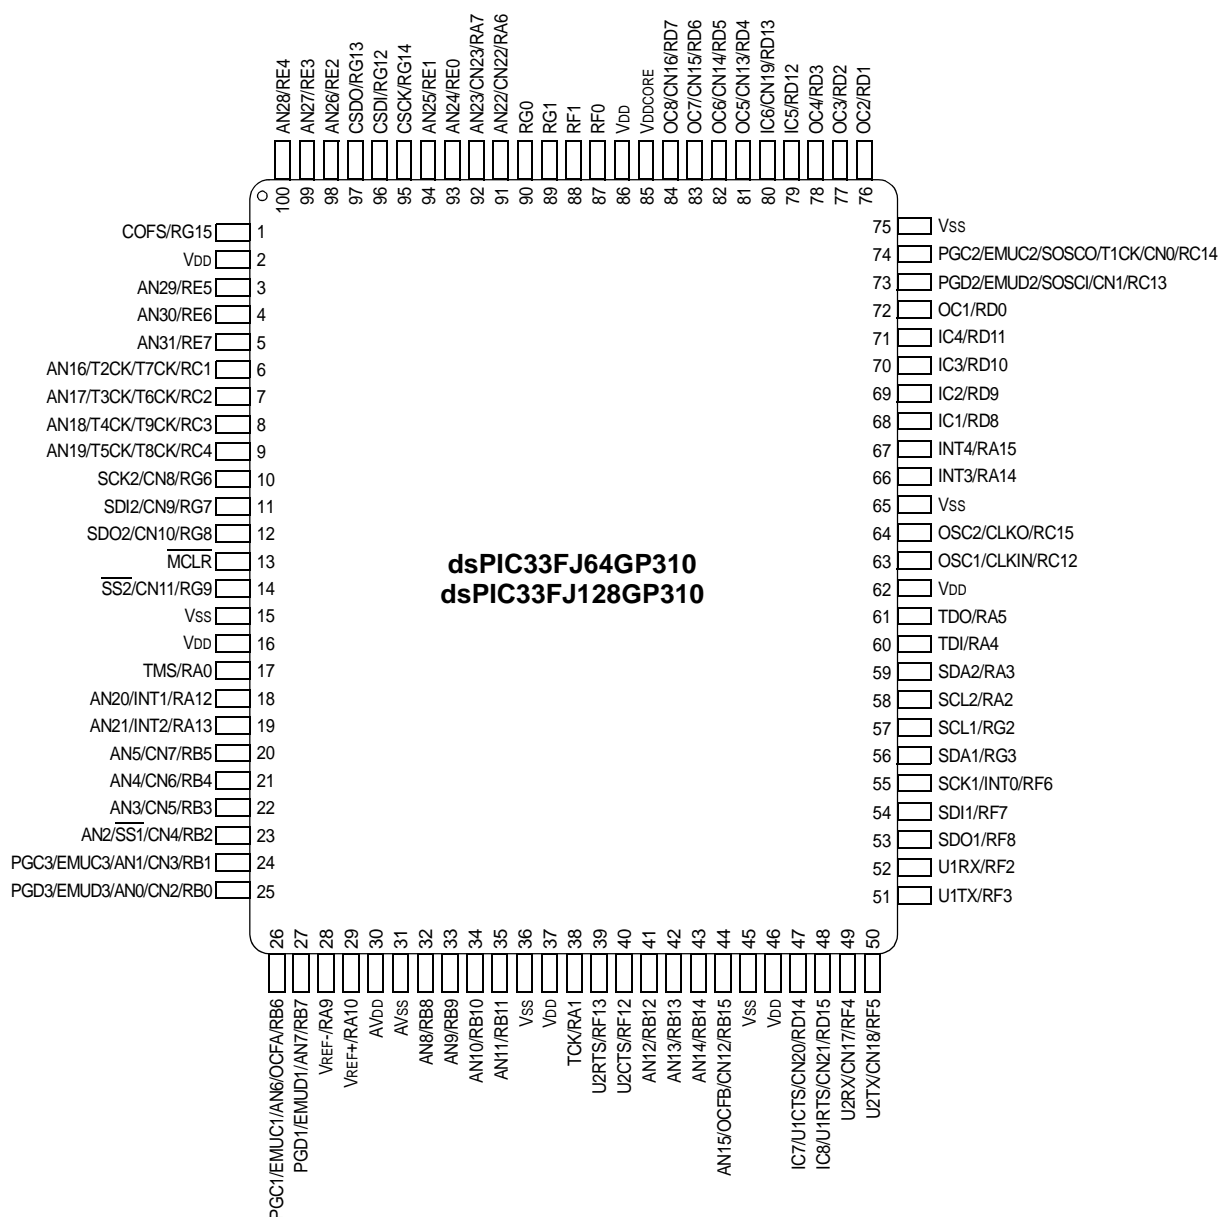 AN28/RE4
AN27/RE3
AN26/RE2
CSDO/RG13
CSDI/RG12
CSCK/RG14
AN25/RE1
AN24/RE0
AN23/CN23/RA7
AN22/CN22/RA6
RG0
RG1
RF1
RF0
VDD
VDDCORE
OC8/CN16/RD7
OC7/CN15/RD6
OC6/CN14/RD5
OC5/CN13/RD4
IC6/CN19/RD13
IC5/RD12
OC4/RD3
OC3/RD2
OC2/RD1
100 99 98 97 96 95 94 93 92 91 90 89 88 87 86 85 84 83 82 81 80 79 78 77 76
COFS/RG15 1
VDD 2
AN29/RE5 3
AN30/RE6 4
AN31/RE7 5
AN16/T2CK/T7CK/RC1 6
AN17/T3CK/T6CK/RC2 7
AN18/T4CK/T9CK/RC3 8
AN19/T5CK/T8CK/RC4 9
SCK2/CN8/RG6 10
SDI2/CN9/RG7 11
SDO2/CN10/RG8 12
MCLR 13
SS2/CN11/RG9 14
VSS 15
VDD 16
TMS/RA0 17
AN20/INT1/RA12 18
AN21/INT2/RA13 19
AN5/CN7/RB5 20
AN4/CN6/RB4 21
AN3/CN5/RB3 22
AN2/SS1/CN4/RB2 23
PGC3/EMUC3/AN1/CN3/RB1 24
PGD3/EMUD3/AN0/CN2/RB0 25
dsPIC33FJ64GP310
dsPIC33FJ128GP310
75 VSS
74 PGC2/EMUC2/SOSCO/T1CK/CN0/RC14
73 PGD2/EMUD2/SOSCI/CN1/RC13
72 OC1/RD0
71 IC4/RD11
70 IC3/RD10
69 IC2/RD9
68 IC1/RD8
67 INT4/RA15
66 INT3/RA14
65 VSS
64 OSC2/CLKO/RC15
63 OSC1/CLKIN/RC12
62 VDD
61 TDO/RA5
60 TDI/RA4
59 SDA2/RA3
58 SCL2/RA2
57 SCL1/RG2
56 SDA1/RG3
55 SCK1/INT0/RF6
54 SDI1/RF7
53 SDO1/RF8
52 U1RX/RF2
51 U1TX/RF3
26 27 28 29 30 31 32 33 34 35 36 37 38 39 40 41 42 43 44 45 46 47 48 49 50
PGC1/EMUC1/AN6/OCFA/RB6
PGD1/EMUD1/AN7/RB7
VREF-/RA9
VREF+/RA10
AVDD
AVSS
AN8/RB8
AN9/RB9
AN10/RB10
AN11/RB11
VSS
VDD
TCK/RA1
U2RTS/RF13
U2CTS/RF12
AN12/RB12
AN13/RB13
AN14/RB14
AN15/OCFB/CN12/RB15
VSS
VDD
IC7/U1CTS/CN20/RD14
IC8/U1RTS/CN21/RD15
U2RX/CN17/RF4
U2TX/CN18/RF5